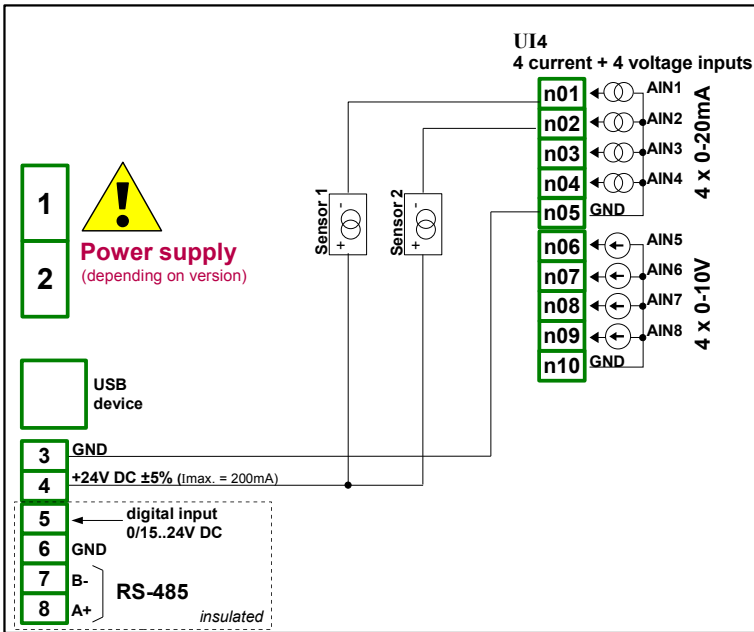 UI4
4 current + 4 voltage inputs
n01
AIN1
n02
AIN2
n03
AIN3
n04
AIN4
n05
GND
4 x 0-20mA
n06
AIN5
n07
AIN6
n08
AIN7
n09
AIN8
n10
GND
4 x 0-10V
Sensor 1
- +
Sensor 2
- +
1
2
!
Power supply
(depending on version)
USB
device
3
GND
4
+24V DC ±5% (Imax. = 200mA)
5
digital input
0/15..24V DC
6
GND
7
B-
8
A+
RS-485
insulated